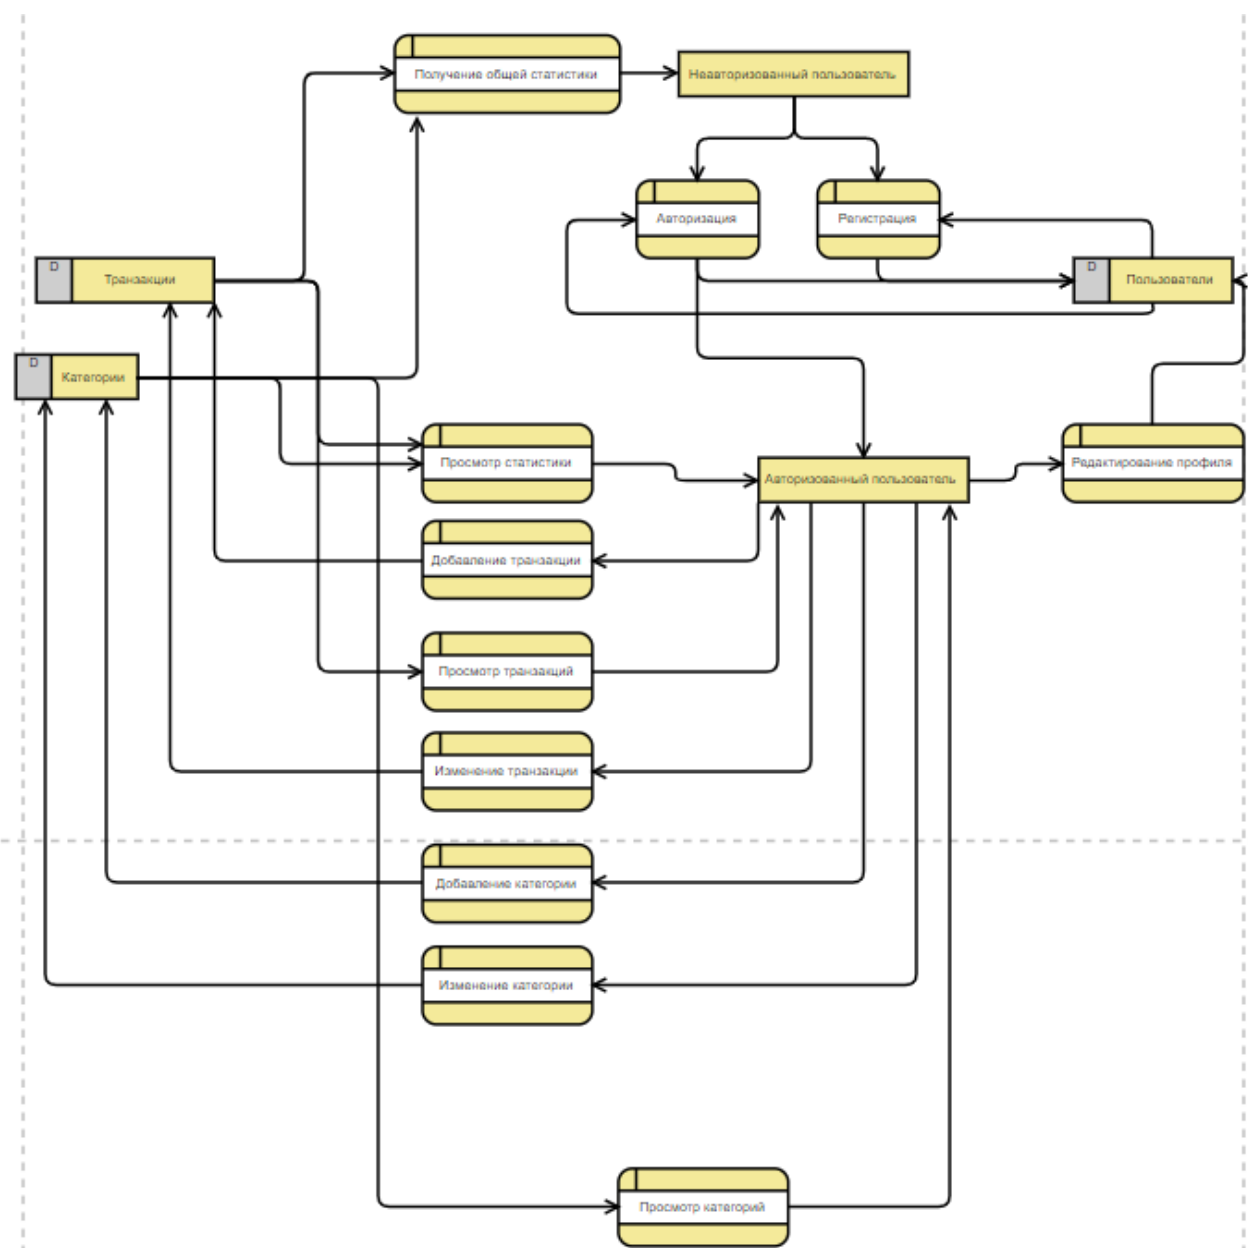 Получение общей статистики
Неавторизованный пользователь
Авторизация
Регистрация
D
Транзакции
D
Пользователи
D
Категории
Просмотр статистики
Авторизованный пользователь
Редактирование профиля
Добавление транзакции
Просмотр транзакций
Изменение транзакции
Добавление категории
Изменение категории
Просмотр категорий